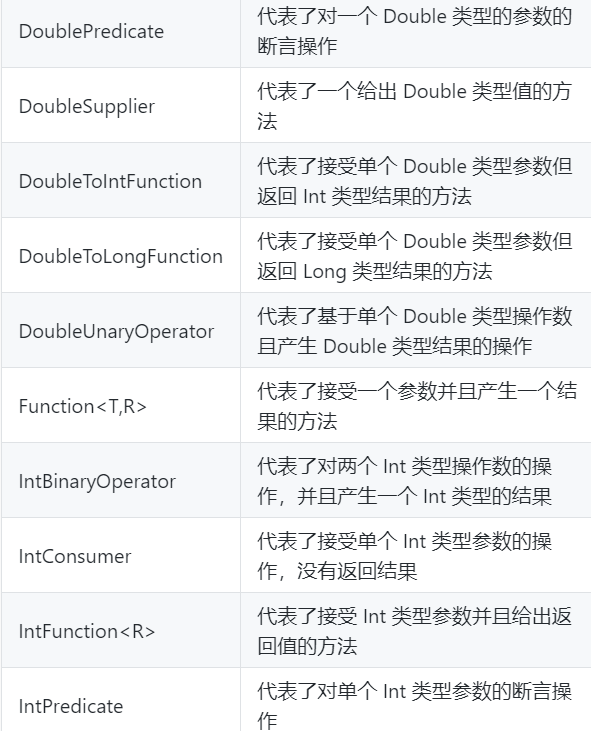 DoublePredicate
代表了对一个 Double 类型的参数的
断言操作
DoubleSupplier
代表了一个给出 Double 类型值的方
法
DoubleToIntFunction
代表了接受单个 Double 类型参数但
返回 Int 类型结果的方法
DoubleToLongFunction
代表了接受单个 Double 类型参数但
返回 Long 类型结果的方法
DoubleUnaryOperator
代表了基于单个 Double 类型操作数
且产生 Double 类型结果的操作
Function<T,R>
代表了接受一个参数并且产生一个结
果的方法
IntBinaryOperator
代表了对两个 Int 类型操作数的操
作，并且产生一个 Int 类型的结果
IntConsumer
代表了接受单个 Int 类型参数的操
作，没有返回结果
IntFunction<R>
代表了接受 Int 类型参数并且给出返
回值的方法
IntPredicate
代表了对单个 Int 类型参数的断言操
作